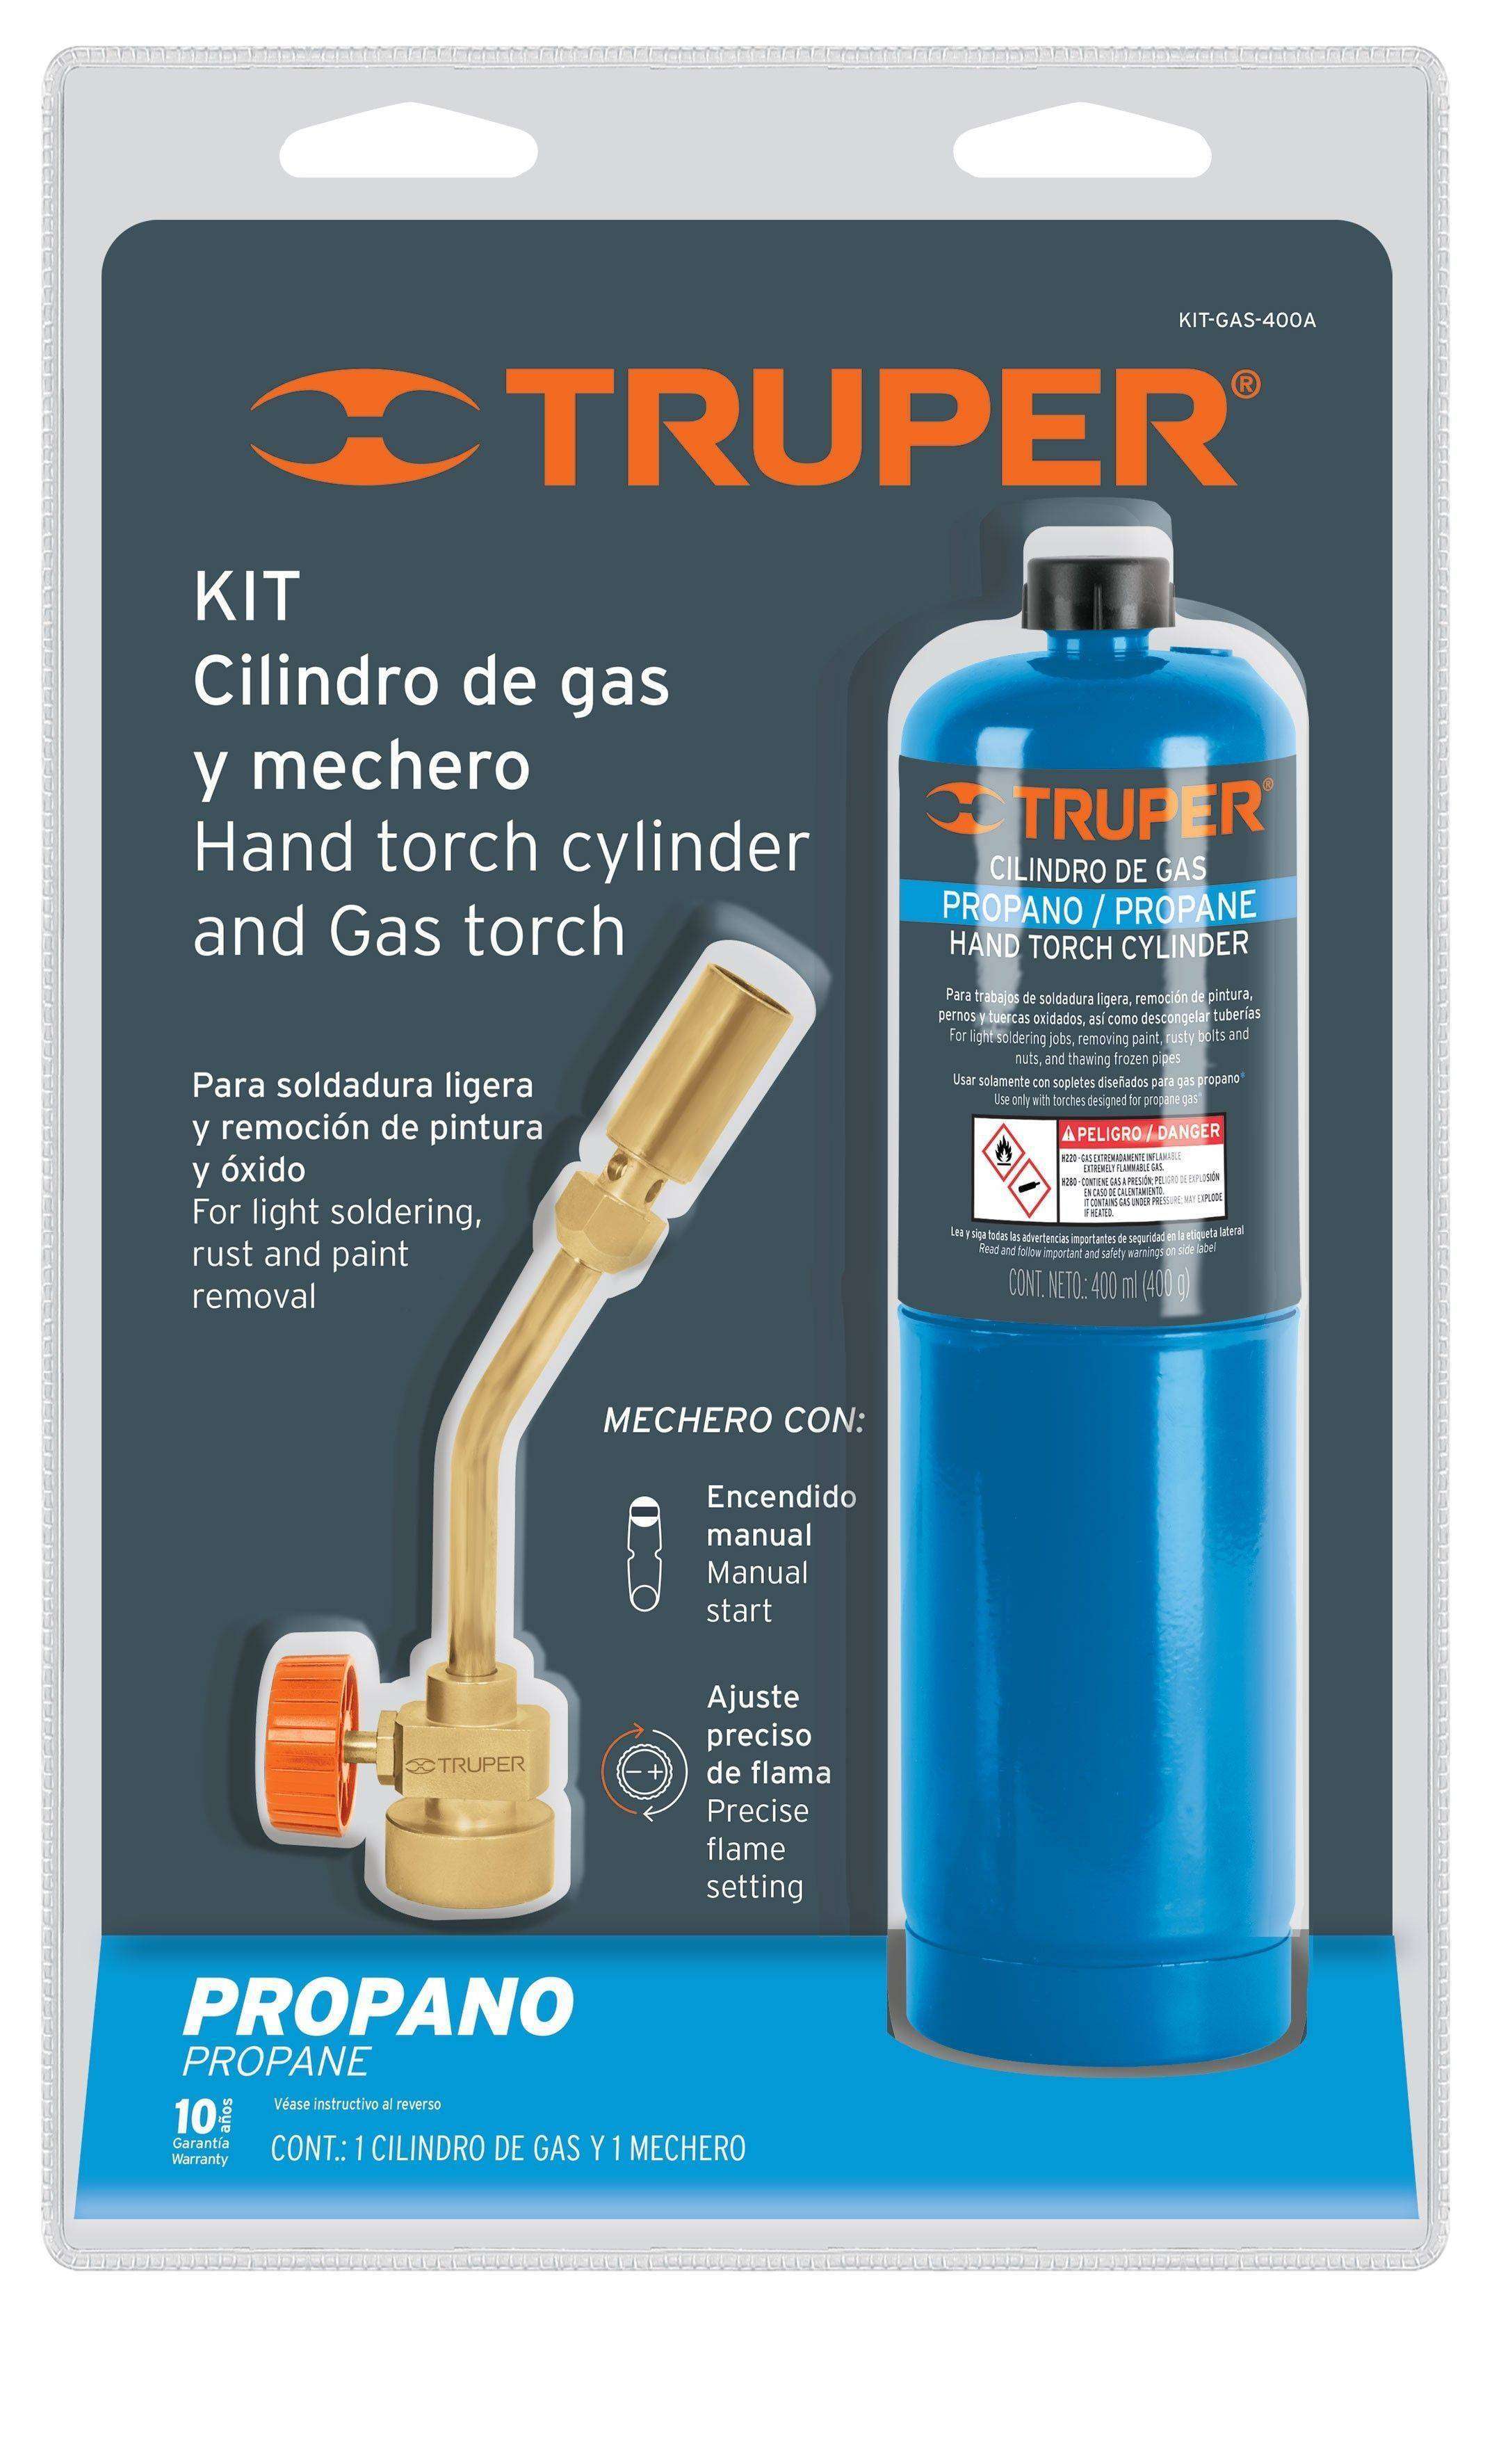 KIT-GAS-400A
TRUPER®
KIT
Cilindro de gas
y mechero
Hand torch cylinder
and Gas torch
Para soldadura ligera
y remoción de pintura
y óxido
For light soldering,
rust and paint
removal
TRUPER®
CILINDRO DE GAS
PROPANO / PROPANE
HAND TORCH CYLINDER
Para trabajos de soldadura ligera, remoción de pintura,
pernos y tuercas oxidados, así como descongelar tuberías
For light soldering jobs, removing paint, rusty bolts and
nuts, and thawing frozen pipes
Usar solamente con sopletes diseñados para gas propano*
Use only with torches designed for propane gas*
PELIGRO / DANGER
H220 - GAS EXTREMADAMENTE INFLAMABLE
EXTREMELY FLAMMABLE GAS.
H280 - CONTIENE GAS A PRESIÓN; PELIGRO DE EXPLOSIÓN
EN CASO DE CALENTAMIENTO.
IT CONTAINS GAS UNDER PRESSURE; MAY EXPLODE
IF HEATED.
Lea y siga todas las advertencias importantes de seguridad en la etiqueta lateral
Read and follow important and safety warnings on side label
CONT. NETO.: 400 ml (400 g)
MECHERO CON:
Encendido
manual
Manual
start
Ajuste
preciso
de flama
Precise
flame
setting
TRUPER
PROPANO
PROPANE
10 años
Garantía
Warranty
Véase instructivo al reverso
CONT.: 1 CILINDRO DE GAS Y 1 MECHERO